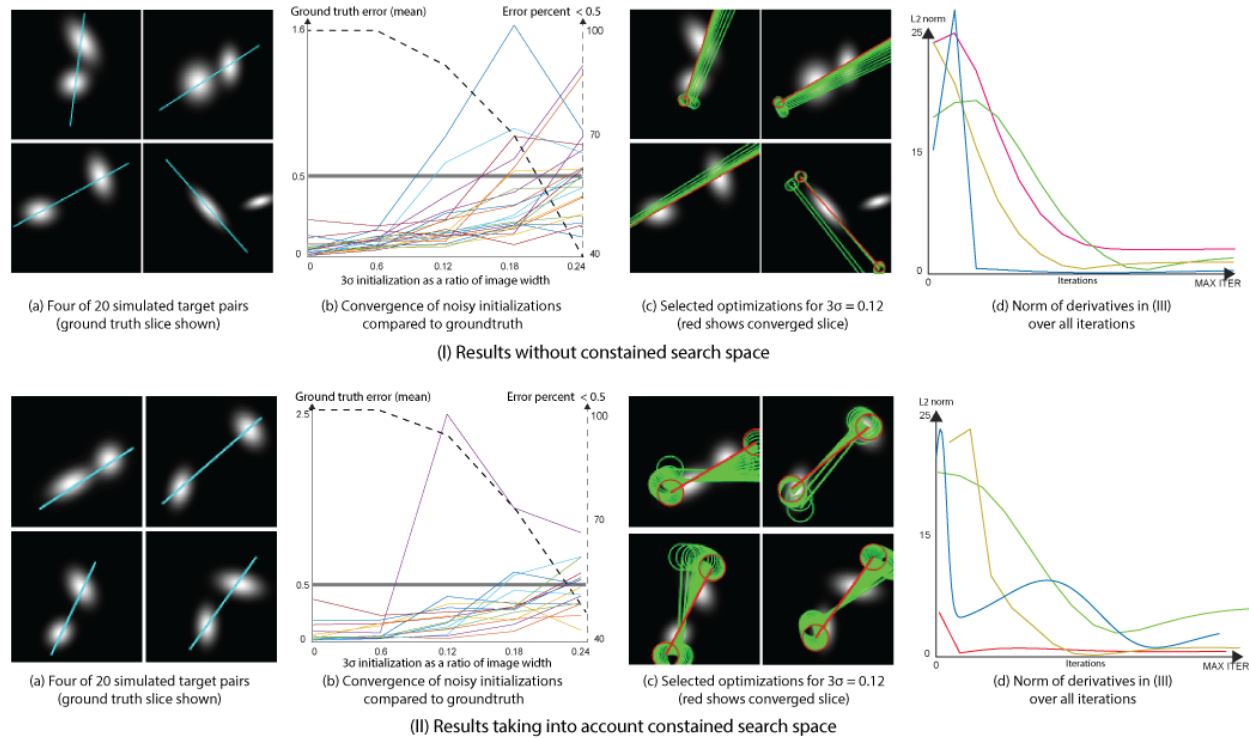 Ground truth error (mean)
Error percent < 0.5
1.6
100
70
0.5
0
40
0
0.6
0.12
0.18
0.24
3σ initialization as a ratio of image width
L2 norm
25
15
0
Iterations
MAX ITER
(a) Four of 20 simulated target pairs
(ground truth slice shown)
(b) Convergence of noisy initializations
compared to groundtruth
(c) Selected optimizations for 3σ = 0.12
(red shows converged slice)
(d) Norm of derivatives in (III)
over all iterations
(I) Results without constained search space
Ground truth error (mean)
Error percent < 0.5
2.5
100
70
0.5
0
40
0
0.6
0.12
0.18
0.24
3σ initialization as a ratio of image width
L2 norm
25
15
0
0
Iterations
MAX ITER
(a) Four of 20 simulated target pairs
(ground truth slice shown)
(b) Convergence of noisy initializations
compared to groundtruth
(c) Selected optimizations for 3σ = 0.12
(red shows converged slice)
(d) Norm of derivatives in (III)
over all iterations
(II) Results taking into account constained search space